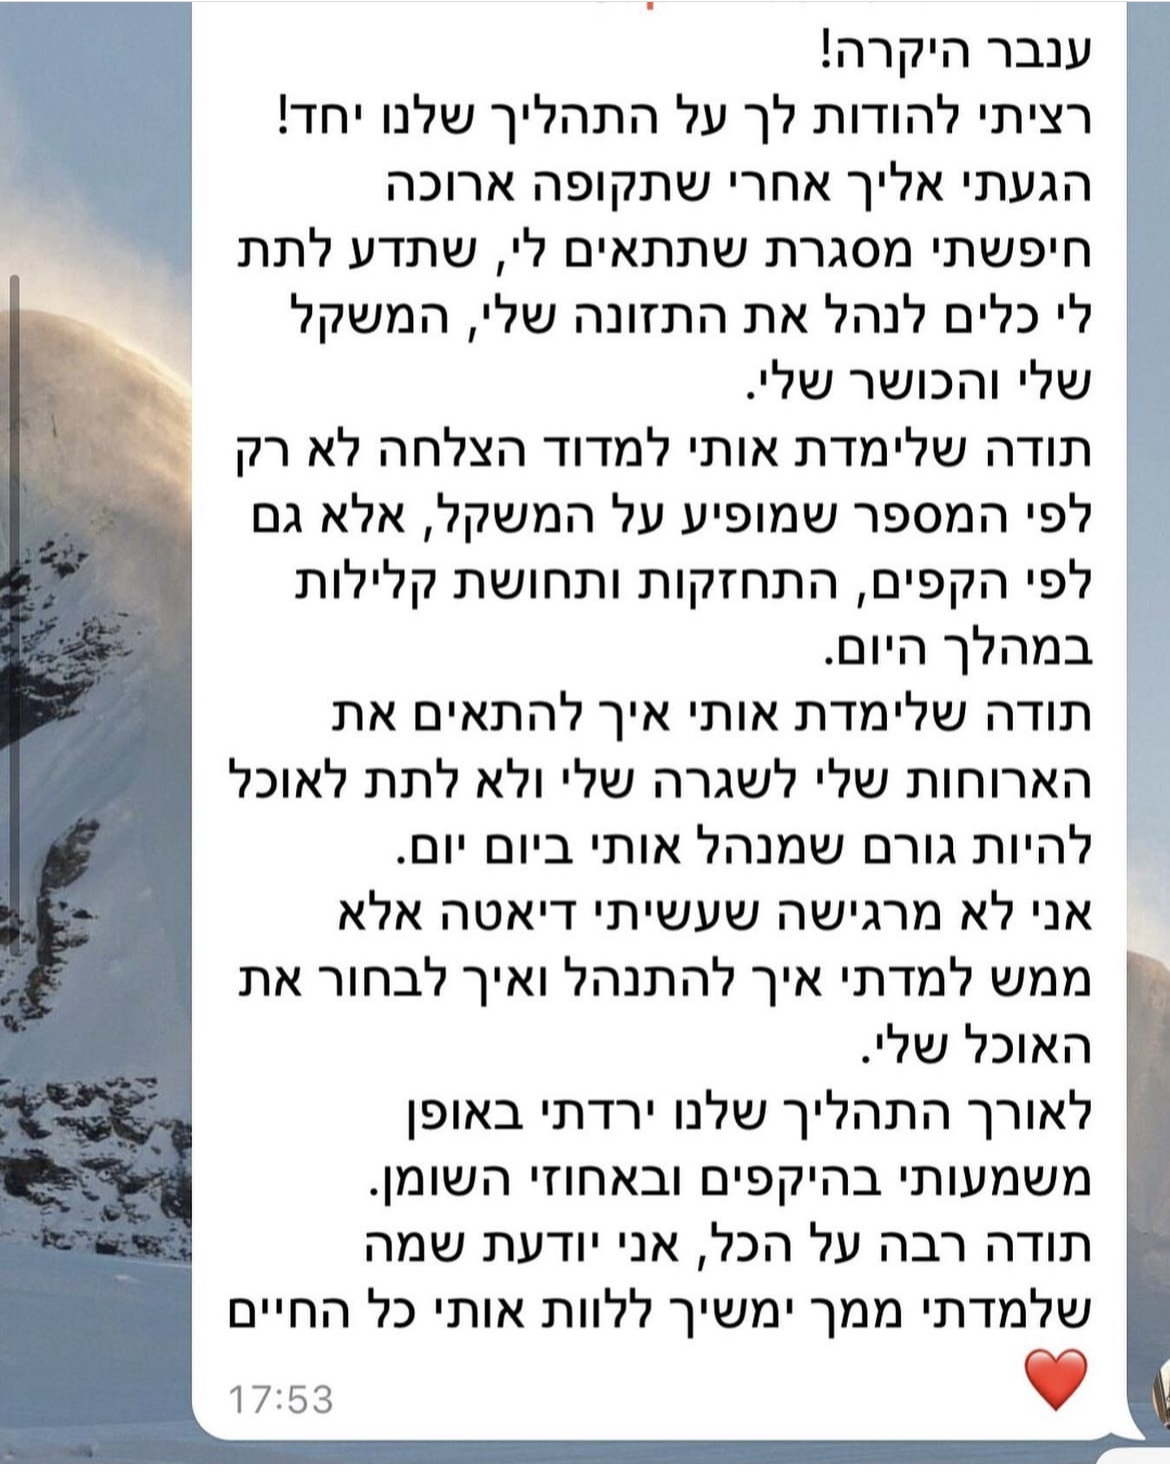 ענבר היקרה!
רציתי להודות לך על התהליך שלנו יחד!
הגעתי אליך אחרי שתקופה ארוכה
חיפשתי מסגרת שתתאים לי, שתדע לתת
לי כלים לנהל את התזונה שלי, המשקל
שלי והכושר שלי.
תודה שלימדת אותי למדוד הצלחה לא רק
לפי המספר שמופיע על המשקל, אלא גם
לפי הקפים, התחזקות ותחושת קלילות
במהלך היום.
תודה שלימדת אותי איך להתאים את
הארוחות שלי לשגרה שלי ולא לתת לאוכל
להיות גורם שמנהל אותי ביום יום.
אני לא מרגישה שעשיתי דיאטה אלא
ממש למדתי איך להתנהל ואיך לבחור את
האוכל שלי.
לאורך התהליך שלנו ירדתי באופן
משמעותי בהיקפים ובאחוזי השומן.
תודה רבה על הכל, אני יודעת שמה
שלמדתי ממך ימשיך ללוות אותי כל החיים
❤️
17:53